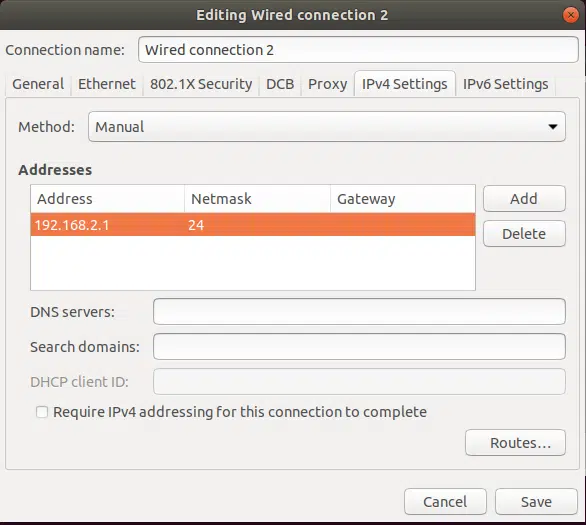 Editing Wired connection 2
Connection name: Wired connection 2
General Ethernet 802.1X Security DCB Proxy IPv4 Settings IPv6 Settings
Method: Manual
Addresses
Address Netmask Gateway Add
192.168.2.1 24
Delete
DNS servers:
Search domains:
DHCP client ID:
Require IPv4 addressing for this connection to complete
Routes…
Cancel Save